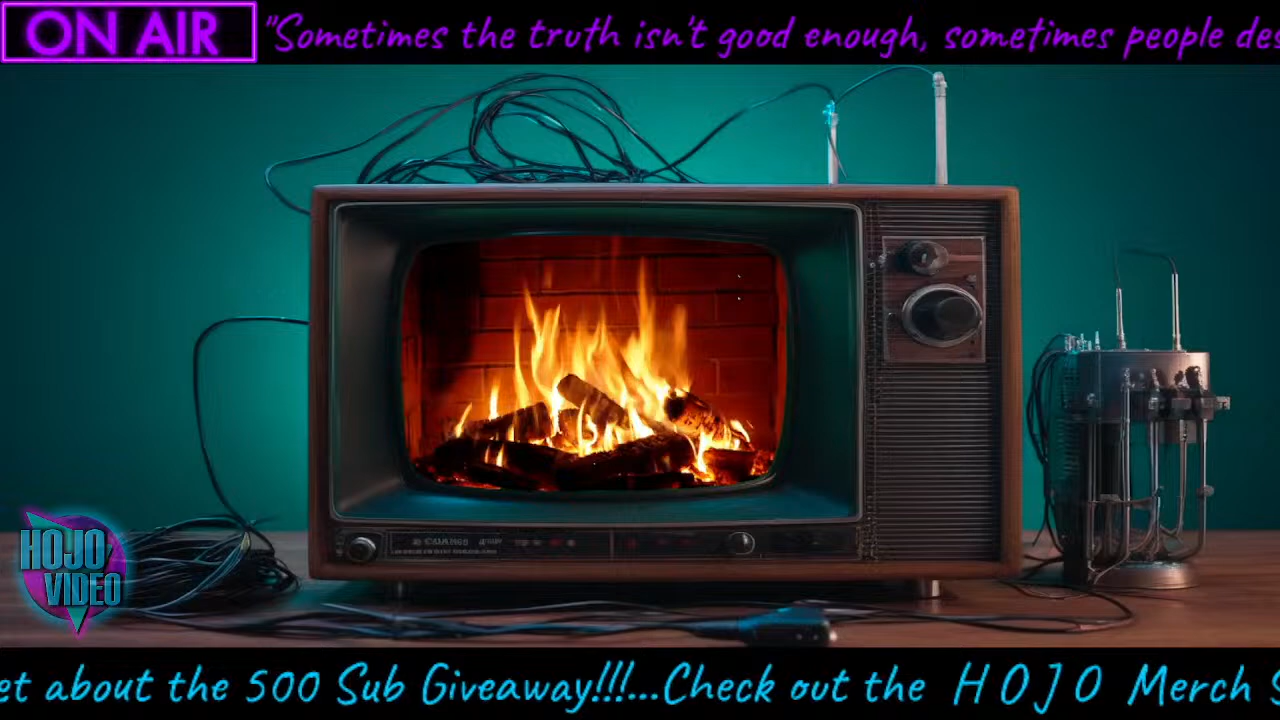 ON AIR
"Sometimes the truth isn't good enough, sometimes people des
HOJO
VIDEO
et about the 500 Sub Giveaway!!!...Check out the H O J O Merch S